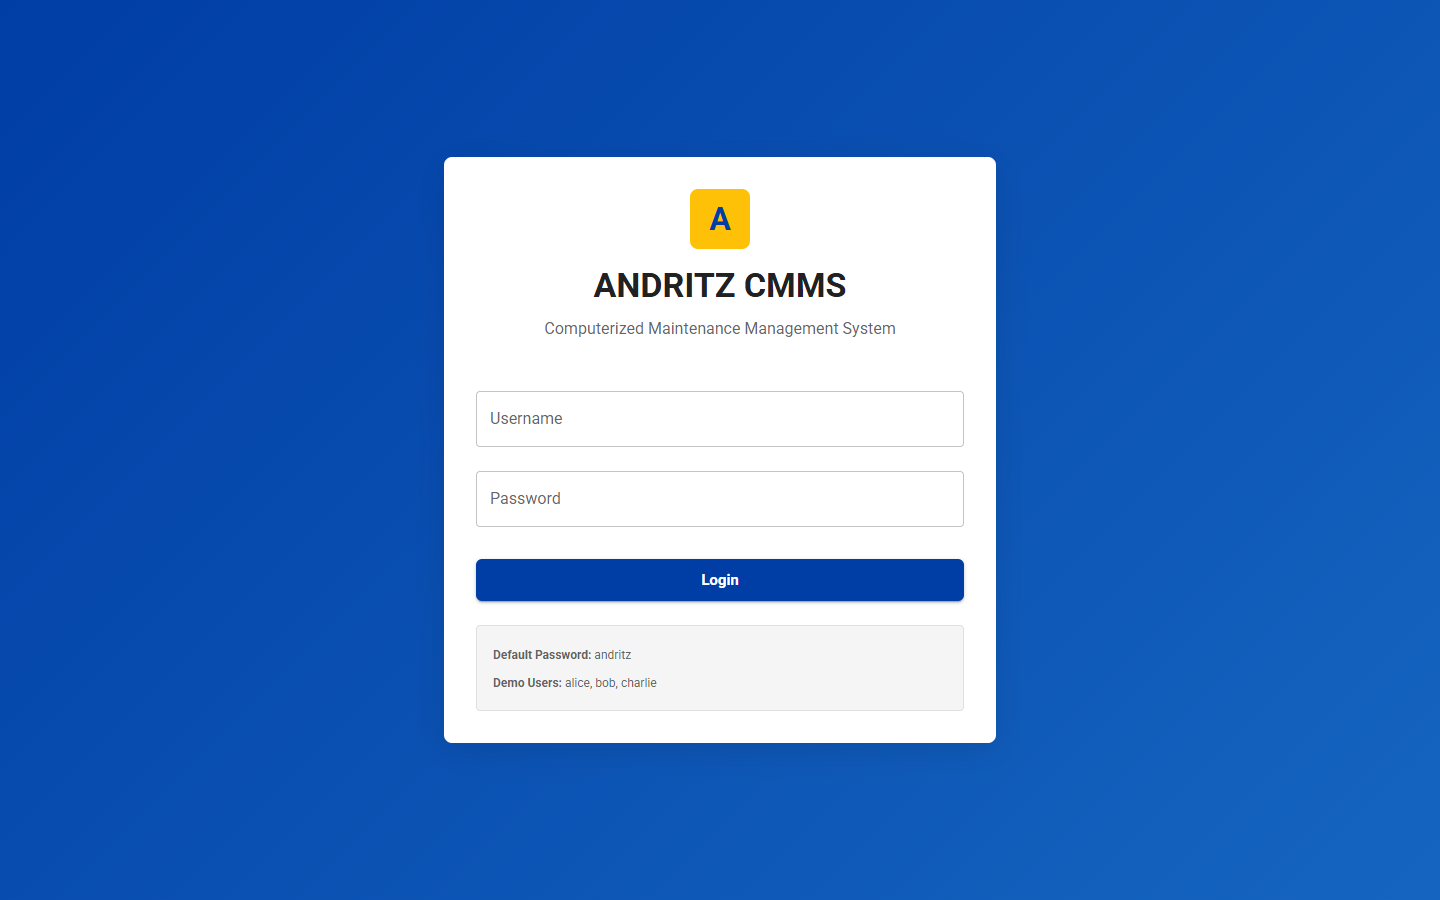 A
ANDRITZ CMMS
Computerized Maintenance Management System
Username
Password
Login
Default Password: andritz
Demo Users: alice, bob, charlie